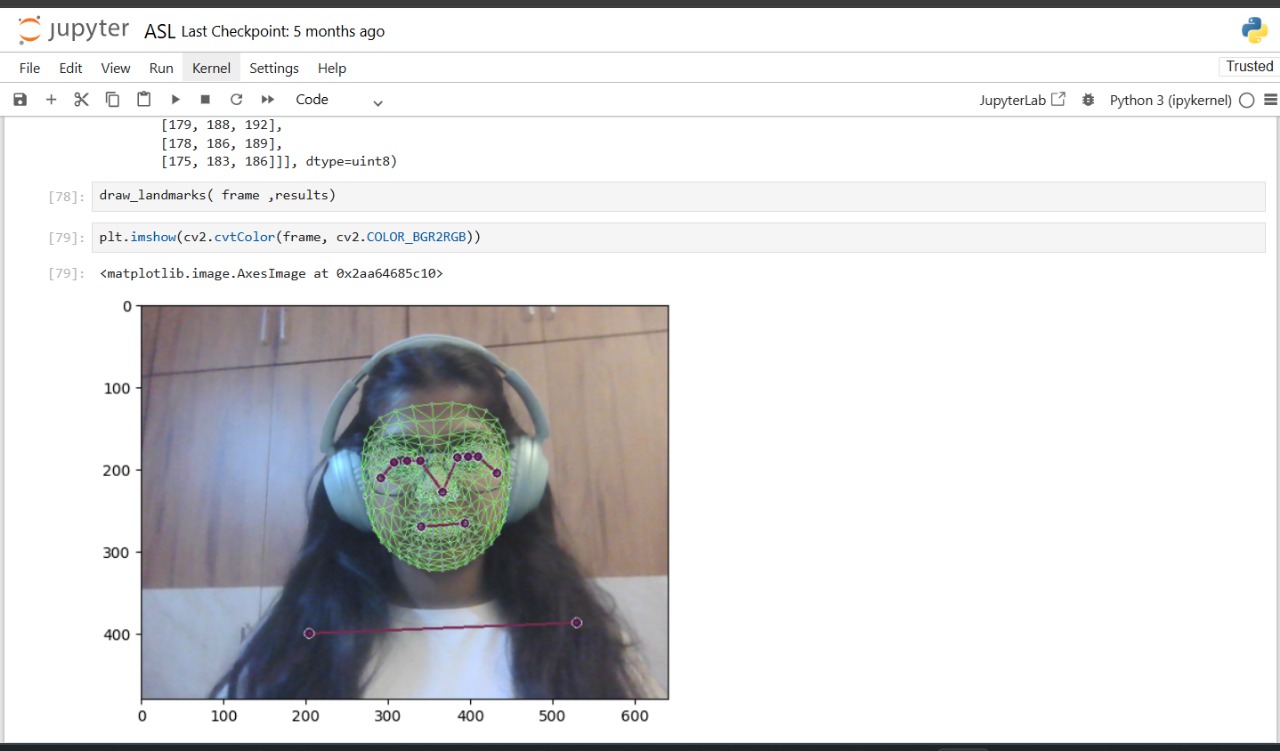 jupyter ASL Last Checkpoint: 5 months ago
File Edit View Run Kernel Settings Help Trusted
Code JupyterLab Python 3 (ipykernel)
[179, 188, 192],
[178, 186, 189],
[175, 183, 186]]], dtype=uint8)
[78]: draw_landmarks( frame ,results)
[79]: plt.imshow(cv2.cvtColor(frame, cv2.COLOR_BGR2RGB))
[79]: <matplotlib.image.AxesImage at 0x2aa64685c10>
0
100
200
300
400
0 100 200 300 400 500 600